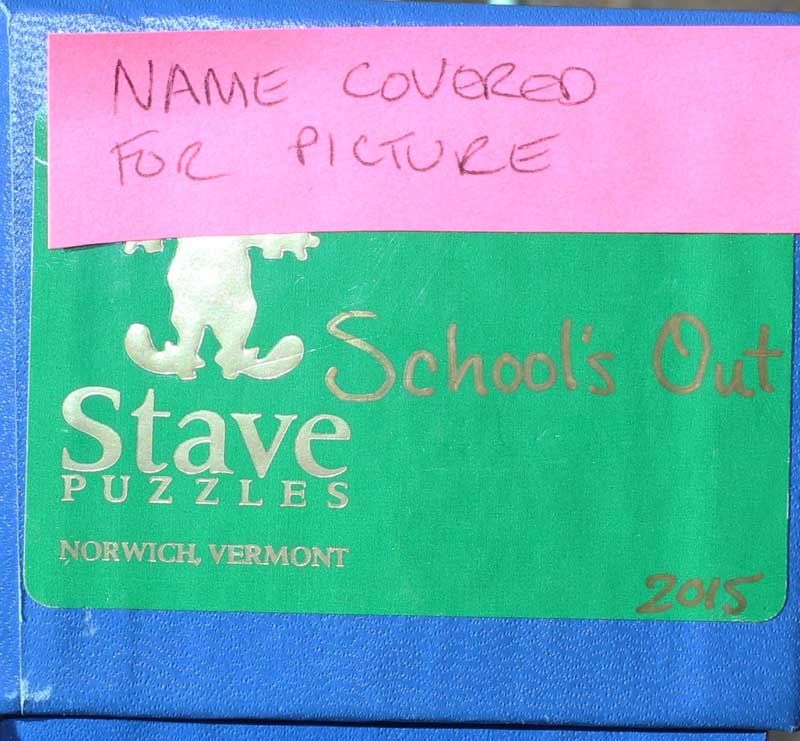 NAME COVERED
FOR PICTURE
School's Out
Stave
PUZZLES
NORWICH, VERMONT
2015